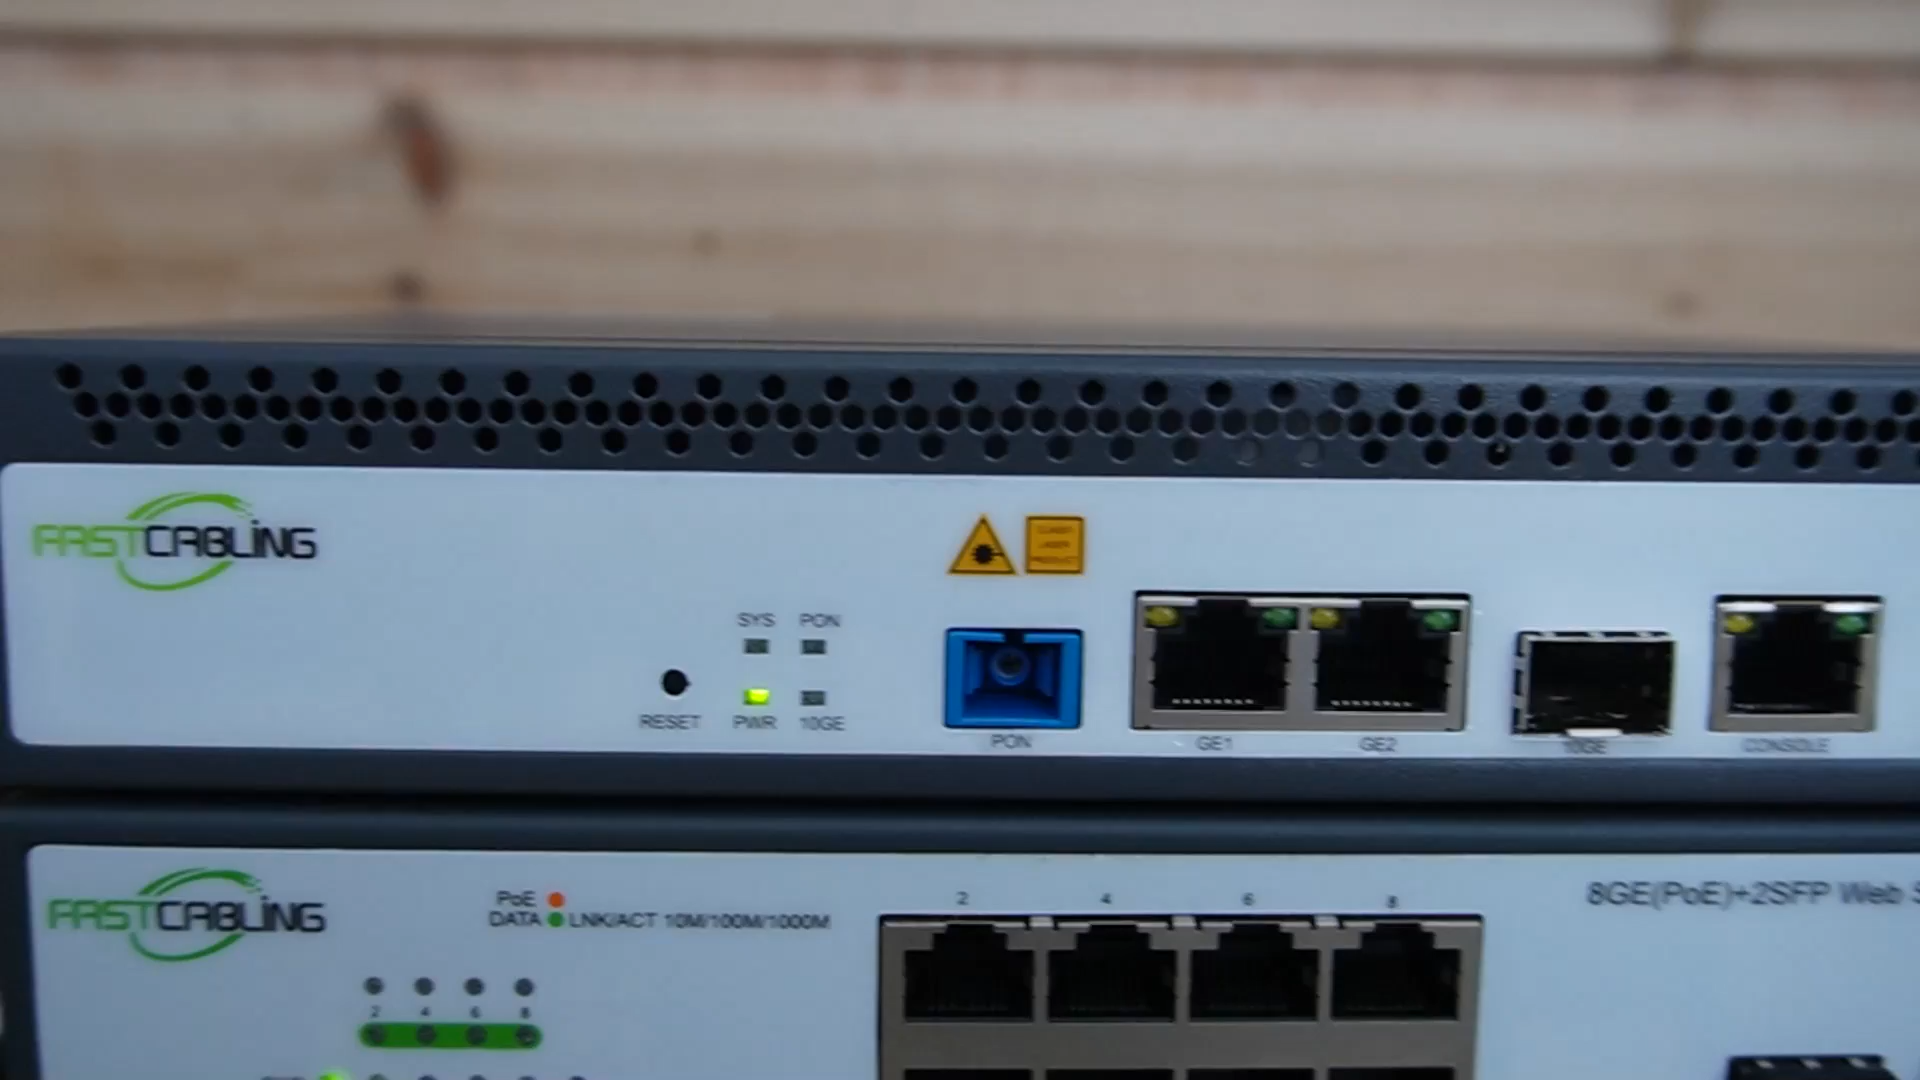 FASTCABLING
SYS PON
RESET PWR 10GE
PON GE1 GE2 10GE CONSOLE
FASTCABLING
PoE
DATA LNK/ACT 10M/100M/1000M
2 4 6 8
8GE(PoE)+2SFP Web
2 4 6 8